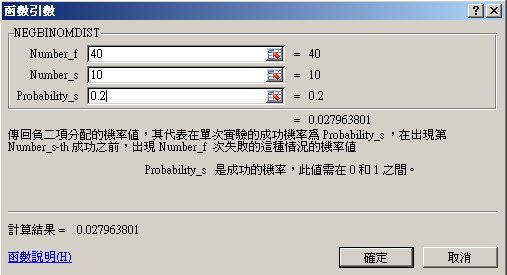 函數引數
NEGBINOMDIST
Number_f 40 = 40
Number_s 10 = 10
Probability_s 0.2 = 0.2
= 0.027963801
傳回負二項分配的機率值，其代表在單次實驗的成功機率為 Probability_s，在出現第
Number_s-th 成功之前，出現 Number_f 次失敗的這種情況的機率值
Probability_s 是成功的機率，此值需在 0 和 1 之間。
計算結果 = 0.027963801
函數說明(H)
確定
取消